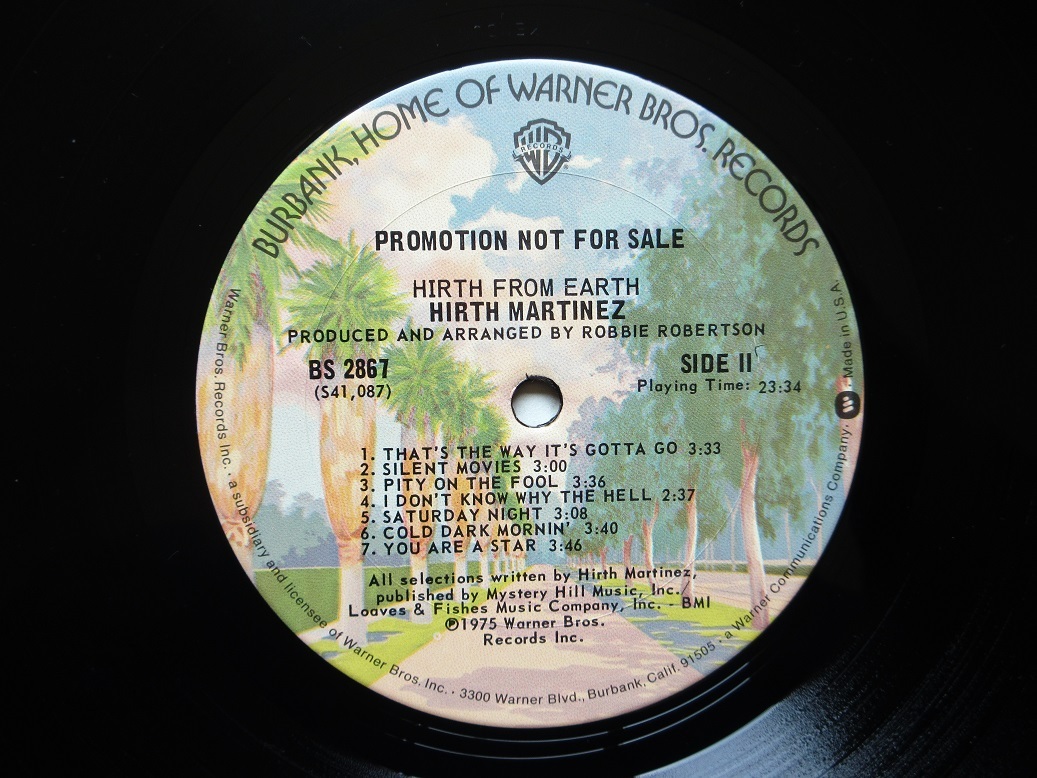 BURBANK, HOME OF WARNER BROS. RECORDS
WB
RECORDS
PROMOTION NOT FOR SALE
HIRTH FROM EARTH
HIRTH MARTINEZ
PRODUCED AND ARRANGED BY ROBBIE ROBERTSON
BS 2867
(S41,087)
SIDE II
Playing Time: 23:34
1. THAT'S THE WAY IT'S GOTTA GO 3:33
2. SILENT MOVIES 3:00
3. PITY ON THE FOOL 3:36
4. I DON'T KNOW WHY THE HELL 2:37
5. SATURDAY NIGHT 3:08
6. COLD DARK MORNIN' 3:40
7. YOU ARE A STAR 3:46
All selections written by Hirth Martinez,
published by Mystery Hill Music, Inc./
Loaves & Fishes Music Company, Inc. - BMI
℗1975 Warner Bros.
Records Inc.
Warner Bros. Records Inc. · a subsidiary and licensee of Warner Bros. Inc. · 3300 Warner Blvd., Burbank, Calif. 91505 · a Warner Communications Company. · Made in U.S.A.